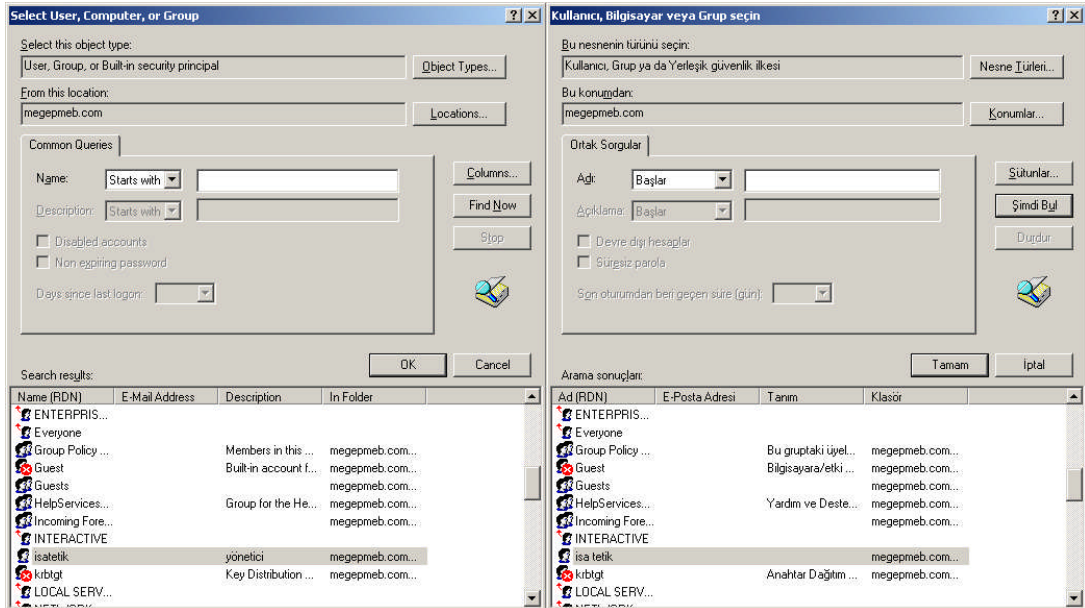 Select User, Computer, or Group
Select this object type:
User, Group, or Built-in security principal
Object Types...
From this location:
megepmeb.com
Locations...
Common Queries
Name:
Starts with
Columns...
Description:
Starts with
Find Now
Disabled accounts
Stop
Non expiring password
Days since last logon:
OK
Cancel
Search results:
Name (RDN) E-Mail Address Description In Folder
ENTERPRIS...
Everyone
Group Policy ... Members in this ... megepmeb.com...
Guest Built-in account f... megepmeb.com...
Guests megepmeb.com...
HelpServices... Group for the He... megepmeb.com...
Incoming Fore... megepmeb.com...
INTERACTIVE
isatetik yönetici megepmeb.com...
krbtgt Key Distribution ... megepmeb.com...
LOCAL SERV...
Kullanıcı, Bilgisayar veya Grup seçin
Bu nesnenin türünü seçin:
Kullanıcı, Grup ya da Yerleşik güvenlik ilkesi
Nesne Türleri...
Bu konumdan:
megepmeb.com
Konumlar...
Ortak Sorgular
Adı:
Başlar
Sütunlar...
Açıklama:
Başlar
Şimdi Bul
Devre dışı hesaplar
Durdur
Süresiz parola
Son oturumdan beri geçen süre (gün):
Tamam
İptal
Arama sonuçları:
Ad (RDN) E-Posta Adresi Tanım Klasör
ENTERPRIS...
Everyone
Group Policy ... Bu gruptaki üyel... megepmeb.com...
Guest Bilgisayara/etki ... megepmeb.com...
Guests megepmeb.com...
HelpServices... Yardım ve Deste... megepmeb.com...
Incoming Fore... megepmeb.com...
INTERACTIVE
isa tetik megepmeb.com...
krbtgt Anahtar Dağıtım ... megepmeb.com...
LOCAL SERV...